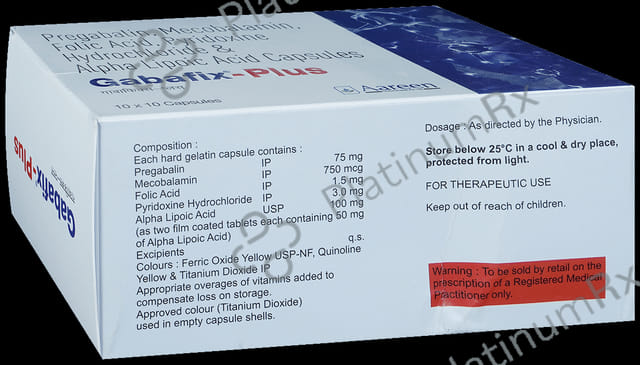 Pregabalin, Mecobalamin,
Folic Acid, Pyridoxine
Hydrochloride &
Alpha Lipoic Acid Capsules
Gabafix-Plus
10 x 10 Capsules
Aareen
Gabafix-Plus
Composition :
Each hard gelatin capsule contains :
Pregabalin IP 75 mg
Mecobalamin IP 750 mcg
Folic Acid IP 1.5 mg
Pyridoxine Hydrochloride IP 3.0 mg
Alpha Lipoic Acid USP 100 mg
(as two film coated tablets each containing 50 mg
of Alpha Lipoic Acid)
Excipients q.s.
Colours : Ferric Oxide Yellow USP-NF, Quinoline
Yellow & Titanium Dioxide IP
Appropriate overages of vitamins added to
compensate loss on storage.
Approved colour (Titanium Dioxide)
used in empty capsule shells.
Dosage : As directed by the Physician.
Store below 25°C in a cool & dry place,
protected from light.
FOR THERAPEUTIC USE
Keep out of reach of children.
Warning : To be sold by retail on the
prescription of a Registered Medical
Practitioner only.
PlatinumRx
PlatinumRx
PlatinumRx